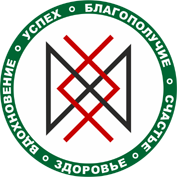 УСПЕХ • БЛАГОПОЛУЧИЕ • СЧАСТЬЕ • ЗДОРОВЬЕ • ВДОХНОВЕНИЕ •